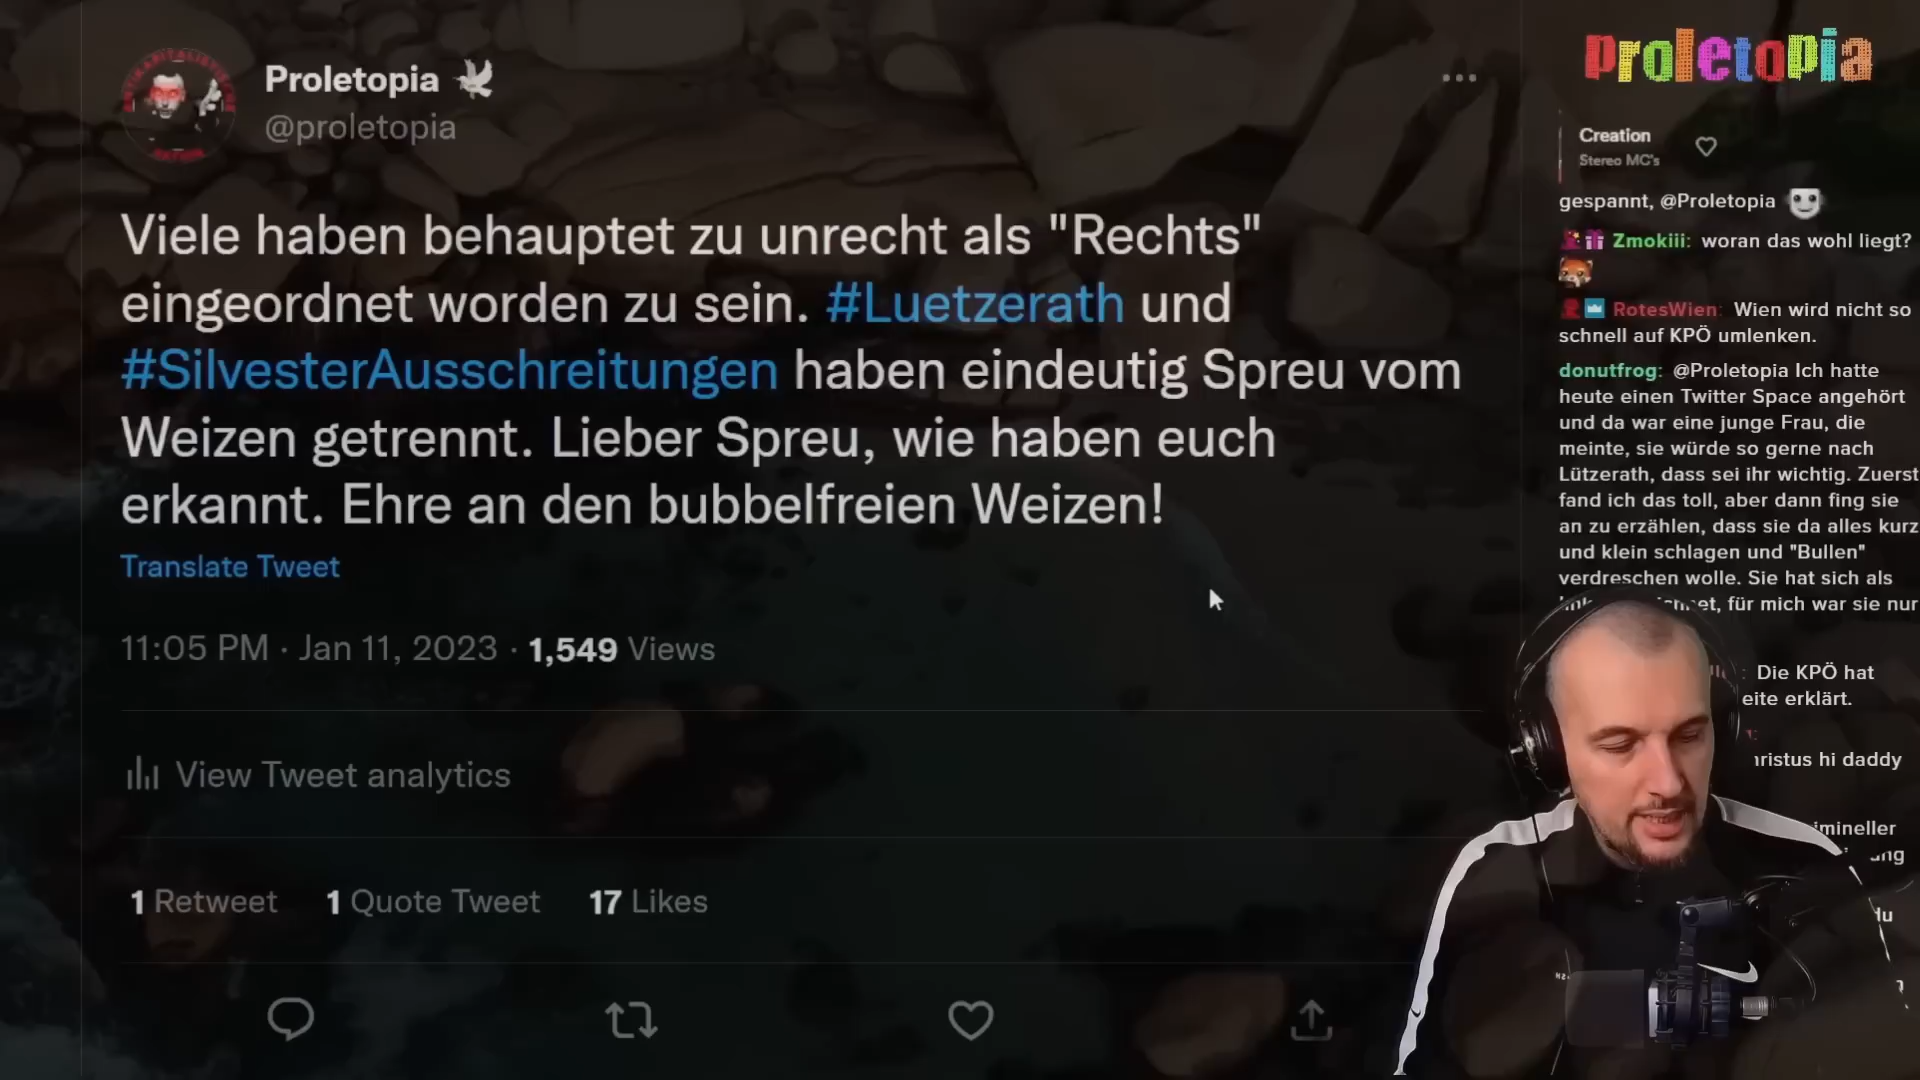 Proletopia
@proletopia
Viele haben behauptet zu unrecht als "Rechts"
eingeordnet worden zu sein. #Luetzerath und
#SilvesterAusschreitungen haben eindeutig Spreu vom
Weizen getrennt. Lieber Spreu, wie haben euch
erkannt. Ehre an den bubbelfreien Weizen!
Translate Tweet
11:05 PM · Jan 11, 2023 · 1,549 Views
View Tweet analytics
1 Retweet 1 Quote Tweet 17 Likes
proletopia
Creation
Stereo MC's
gespannt, @Proletopia
Zmokiii: woran das wohl liegt?
RotesWien: Wien wird nicht so
schnell auf KPÖ umlenken.
donutfrog: @Proletopia Ich hatte
heute einen Twitter Space angehört
und da war eine junge Frau, die
meinte, sie würde so gerne nach
Lützerath, dass sei ihr wichtig. Zuerst
fand ich das toll, aber dann fing sie
an zu erzählen, dass sie da alles kurz
und klein schlagen und "Bullen"
verdreschen wolle. Sie hat sich als
für mich war sie nur
: Die KPÖ hat
eite erklärt.
hi daddy